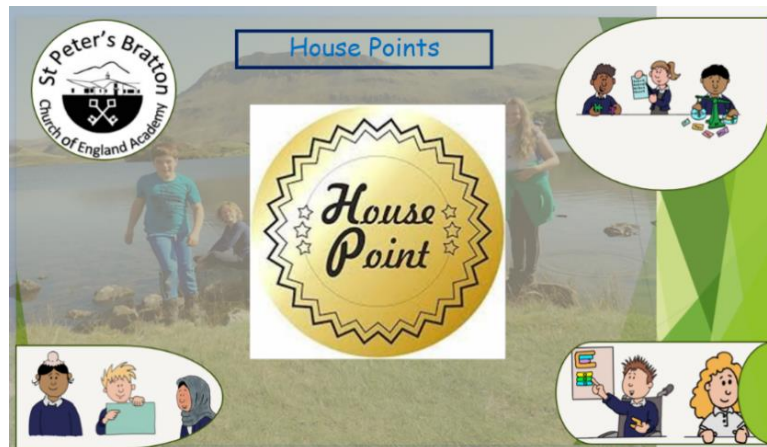 House Points
St Peter's Bratton
Church of England Academy
House
Point